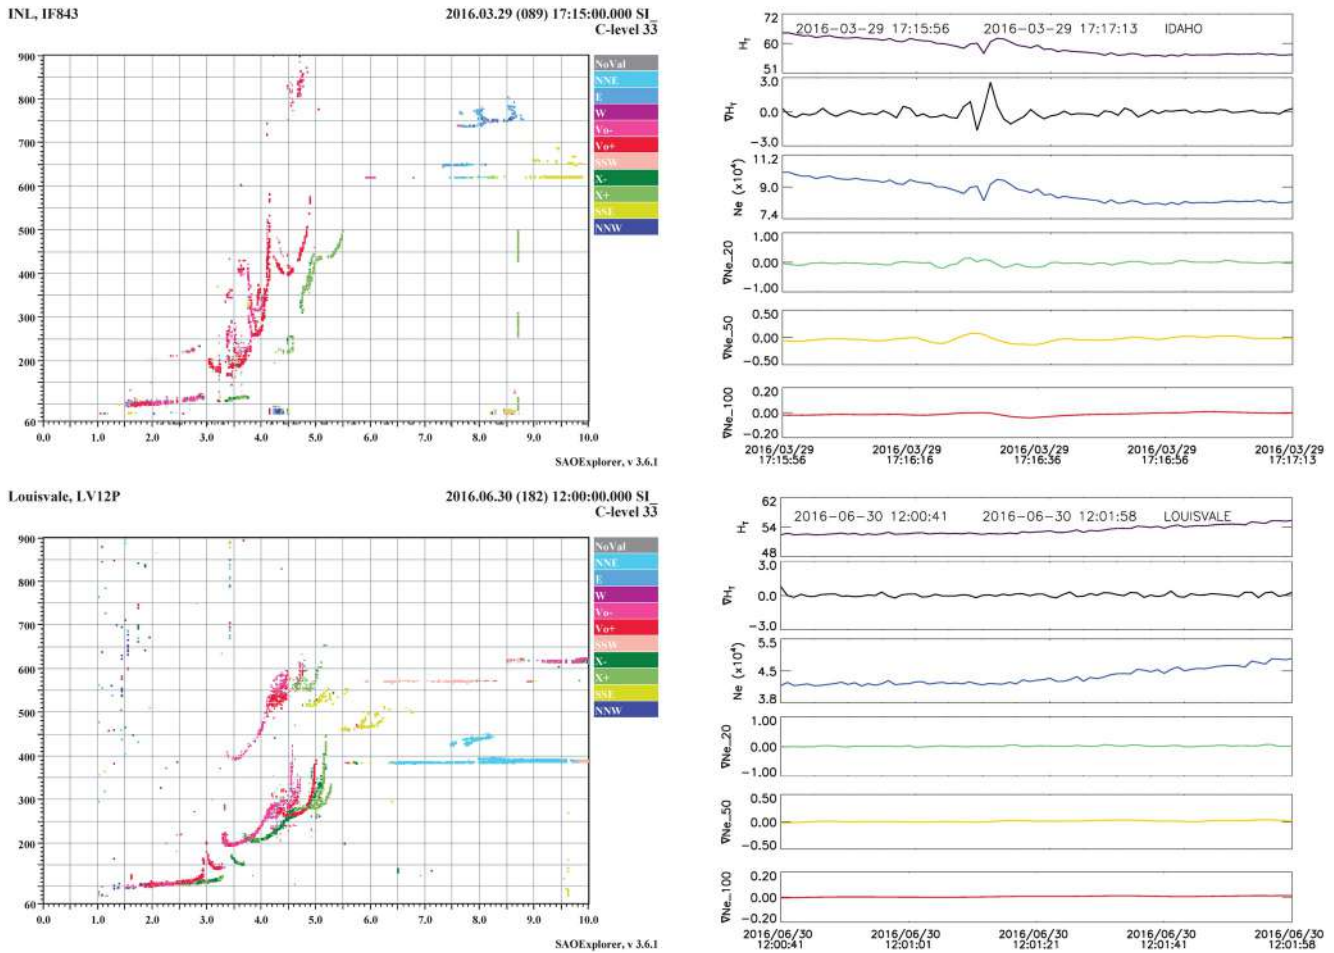 INL, IF843
2016.03.29 (089) 17:15:00.000 SI_
C-level 33
900
800
700
600
500
400
300
200
60
0.0 1.0 2.0 3.0 4.0 5.0 6.0 7.0 8.0 9.0 10.0
NoVal
NNE
E
W
Vo-
Vo+
SSW
X-
X+
SSE
NNW
SAOExplorer, v 3.6.1
2016-03-29 17:15:56 2016-03-29 17:17:13 IDAHO
72
60
51
H_T
3.0
0.0
-3.0
∇H_T
11.2
9.0
7.4
Ne (x10⁴)
1.00
0.00
-1.00
∇Ne_20
0.50
0.00
-0.50
∇Ne_50
0.20
0.00
-0.20
∇Ne_100
2016/03/29 2016/03/29 2016/03/29 2016/03/29 2016/03/29
17:15:56 17:16:16 17:16:36 17:16:56 17:17:13
Louisvale, LV12P
2016.06.30 (182) 12:00:00.000 SI_
C-level 33
900
800
700
600
500
400
300
200
60
0.0 1.0 2.0 3.0 4.0 5.0 6.0 7.0 8.0 9.0 10.0
NoVal
NNE
E
W
Vo-
Vo+
SSW
X-
X+
SSE
NNW
SAOExplorer, v 3.6.1
2016-06-30 12:00:41 2016-06-30 12:01:58 LOUISVALE
62
54
48
H_T
3.0
0.0
-3.0
∇H_T
5.5
4.5
3.8
Ne (x10⁴)
1.00
0.00
-1.00
∇Ne_20
0.50
0.00
-0.50
∇Ne_50
0.20
0.00
-0.20
∇Ne_100
2016/06/30 2016/06/30 2016/06/30 2016/06/30 2016/06/30
12:00:41 12:01:01 12:01:21 12:01:41 12:01:58